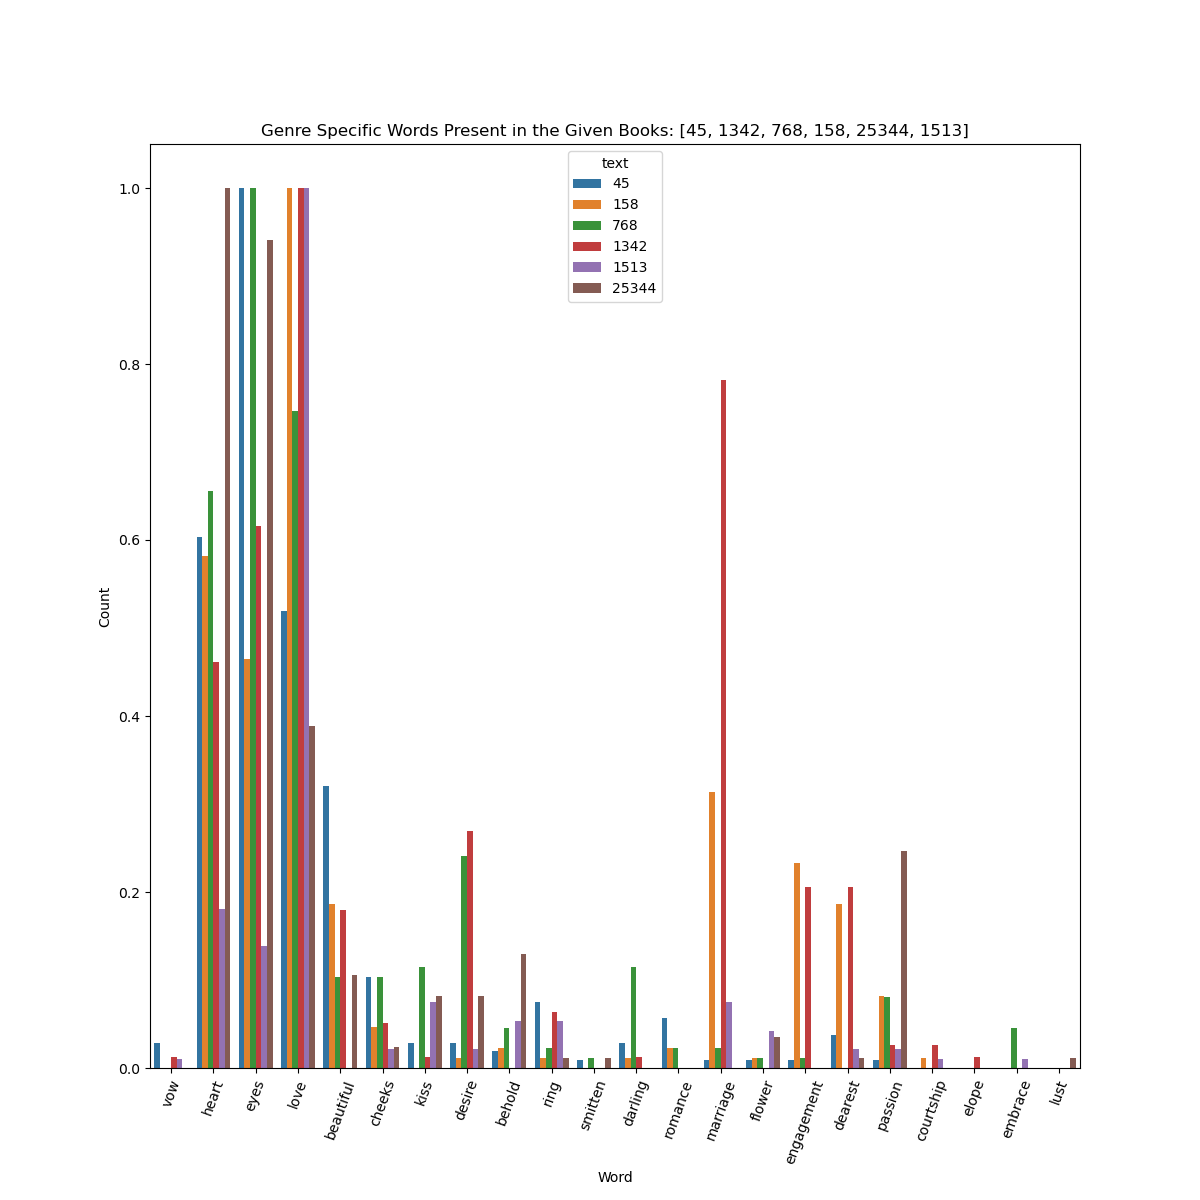 Genre Specific Words Present in the Given Books: [45, 1342, 768, 158, 25344, 1513]
text
45
158
768
1342
1513
25344
1.0
0.8
0.6
0.4
0.2
0.0
Count
vow
heart
eyes
love
beautiful
cheeks
kiss
desire
behold
ring
smitten
darling
romance
marriage
flower
engagement
dearest
passion
courtship
elope
embrace
lust
Word